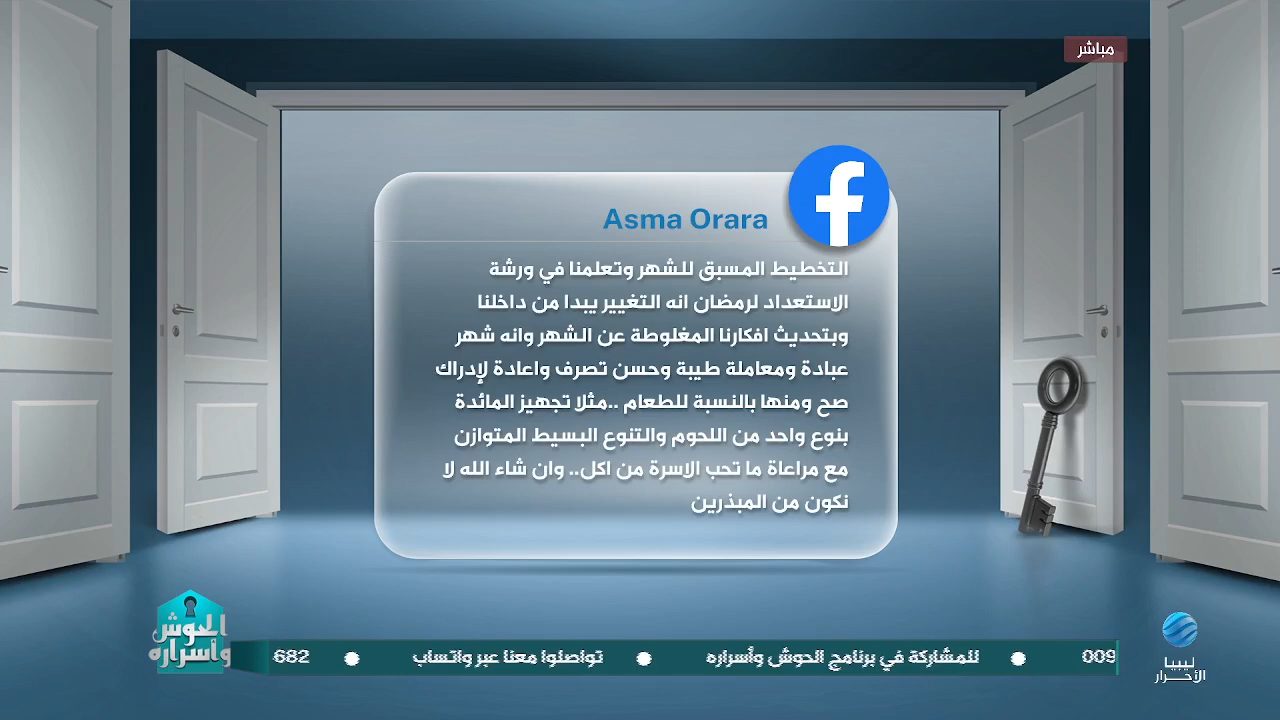 مباشر
Asma Orara
التخطيط المسبق للشهر وتعلمنا في ورشة
الاستعداد لرمضان انه التغيير يبدا من داخلنا
وبتحديث افكارنا المغلوطة عن الشهر وانه شهر
عبادة ومعاملة طيبة وحسن تصرف واعادة لإدراك
صح ومنها بالنسبة للطعام ..مثلا تجهيز المائدة
بنوع واحد من اللحوم والتنوع البسيط المتوازن
مع مراعاة ما تحب الاسرة من اكل.. وان شاء الله لا
نكون من المبذرين
الحوش
وأسراره
009 ● للمشاركة في برنامج الحوش وأسراره ● تواصلوا معنا عبر واتساب ● 682
ليبيا
الأحرار